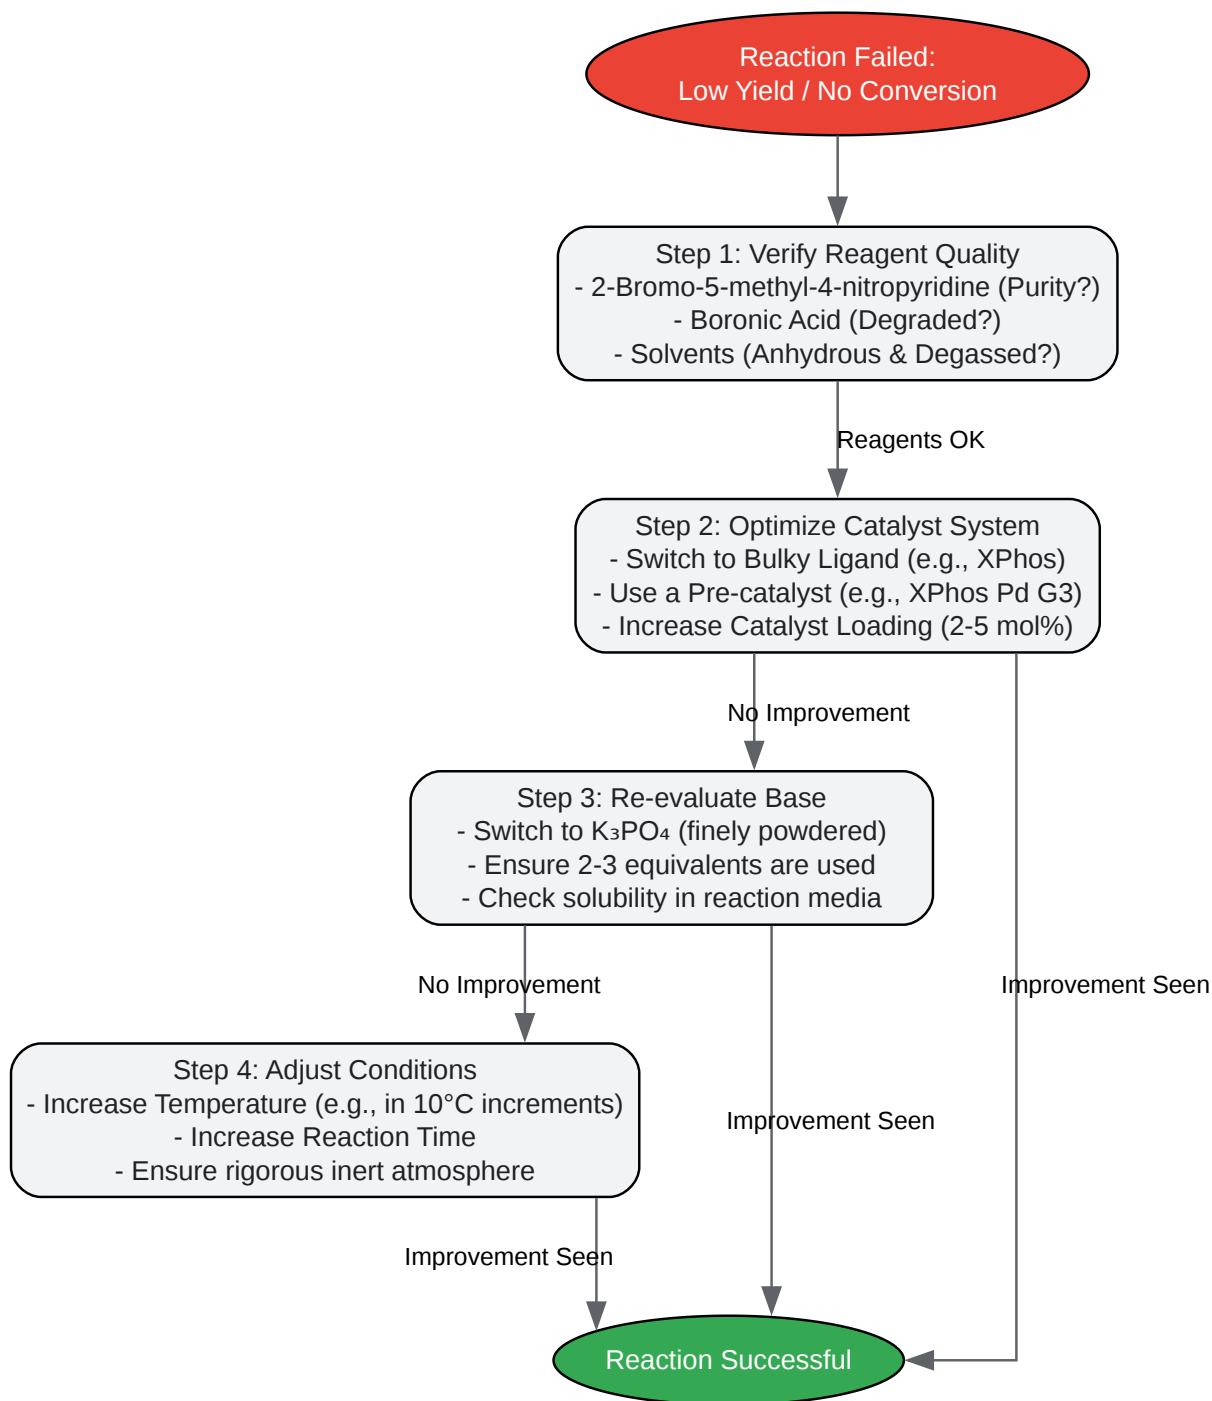 Reaction Failed:
Low Yield / No Conversion
Step 1: Verify Reagent Quality
- 2-Bromo-5-methyl-4-nitropyridine (Purity?)
- Boronic Acid (Degraded?)
- Solvents (Anhydrous & Degassed?)
Reagents OK
Step 2: Optimize Catalyst System
- Switch to Bulky Ligand (e.g., XPhos)
- Use a Pre-catalyst (e.g., XPhos Pd G3)
- Increase Catalyst Loading (2-5 mol%)
No Improvement
Step 3: Re-evaluate Base
- Switch to K₃PO₄ (finely powdered)
- Ensure 2-3 equivalents are used
- Check solubility in reaction media
No Improvement
Improvement Seen
Step 4: Adjust Conditions
- Increase Temperature (e.g., in 10°C increments)
- Increase Reaction Time
- Ensure rigorous inert atmosphere
Improvement Seen
Improvement Seen
Reaction Successful